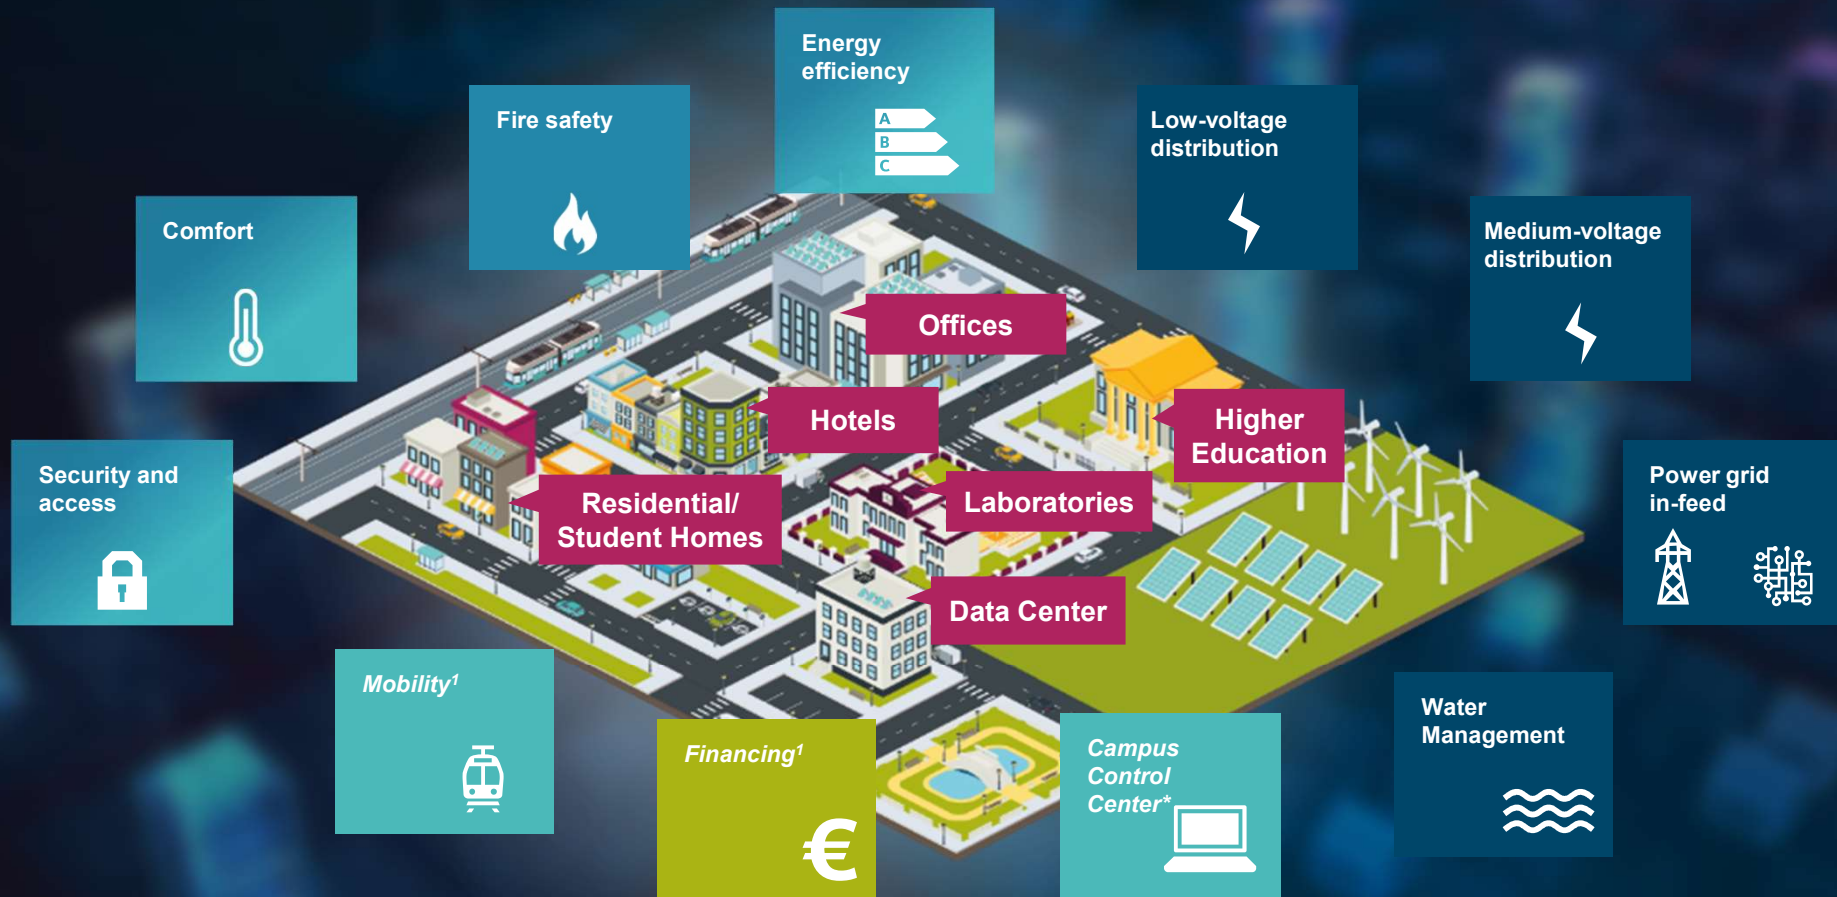 Energy
efficiency
A
B
C
Fire safety
Low-voltage
distribution
Comfort
Medium-voltage
distribution
Offices
Hotels
Higher
Education
Security and
access
Residential/
Student Homes
Laboratories
Power grid
in-feed
Data Center
Mobility¹
Financing¹
€
Campus
Control
Center*
Water
Management